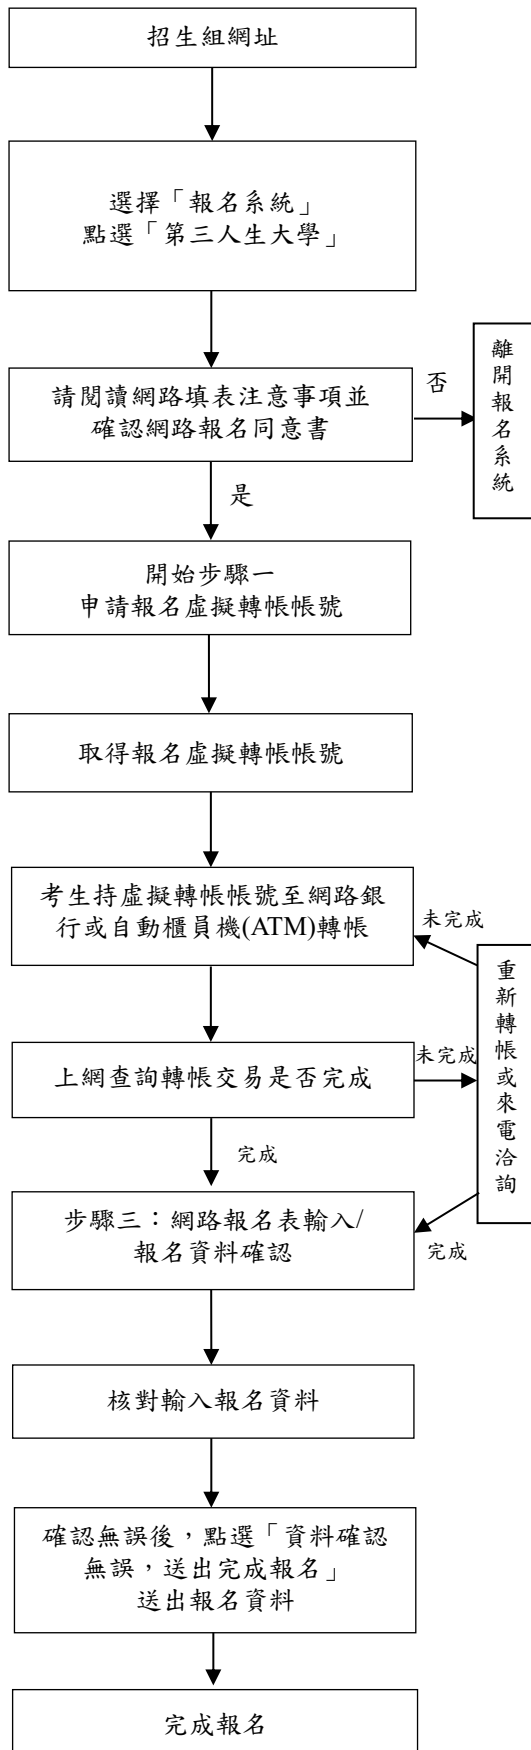 招生組網址
選擇「報名系統」
點選「第三人生大學」
請閱讀網路填表注意事項並
確認網路報名同意書
否
離開報名系統
是
開始步驟一
申請報名虛擬轉帳帳號
取得報名虛擬轉帳帳號
考生持虛擬轉帳帳號至網路銀
行或自動櫃員機(ATM)轉帳
未完成
重新轉帳或來電洽詢
上網查詢轉帳交易是否完成
未完成
完成
步驟三：網路報名表輸入/
報名資料確認
完成
核對輸入報名資料
確認無誤後，點選「資料確認
無誤，送出完成報名」
送出報名資料
完成報名